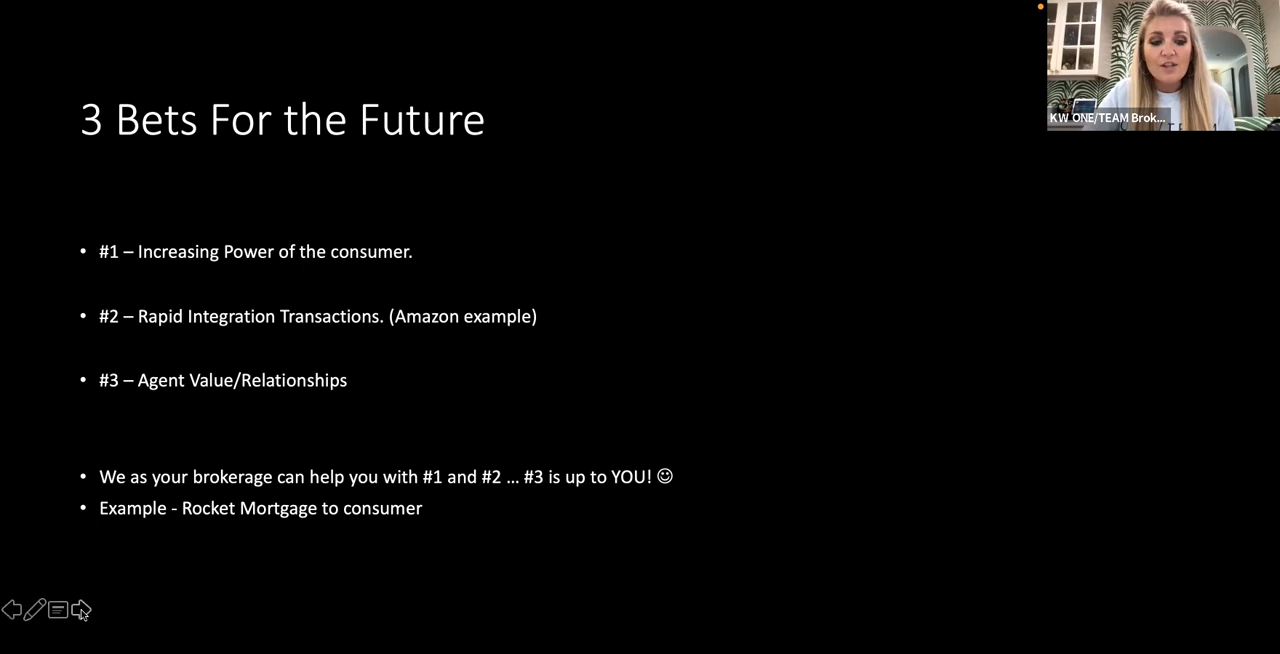 3 Bets For the Future
• #1 – Increasing Power of the consumer.
• #2 – Rapid Integration Transactions. (Amazon example)
• #3 – Agent Value/Relationships
• We as your brokerage can help you with #1 and #2 … #3 is up to YOU! ☺
• Example - Rocket Mortgage to consumer
KW ONE/TEAM Brok...